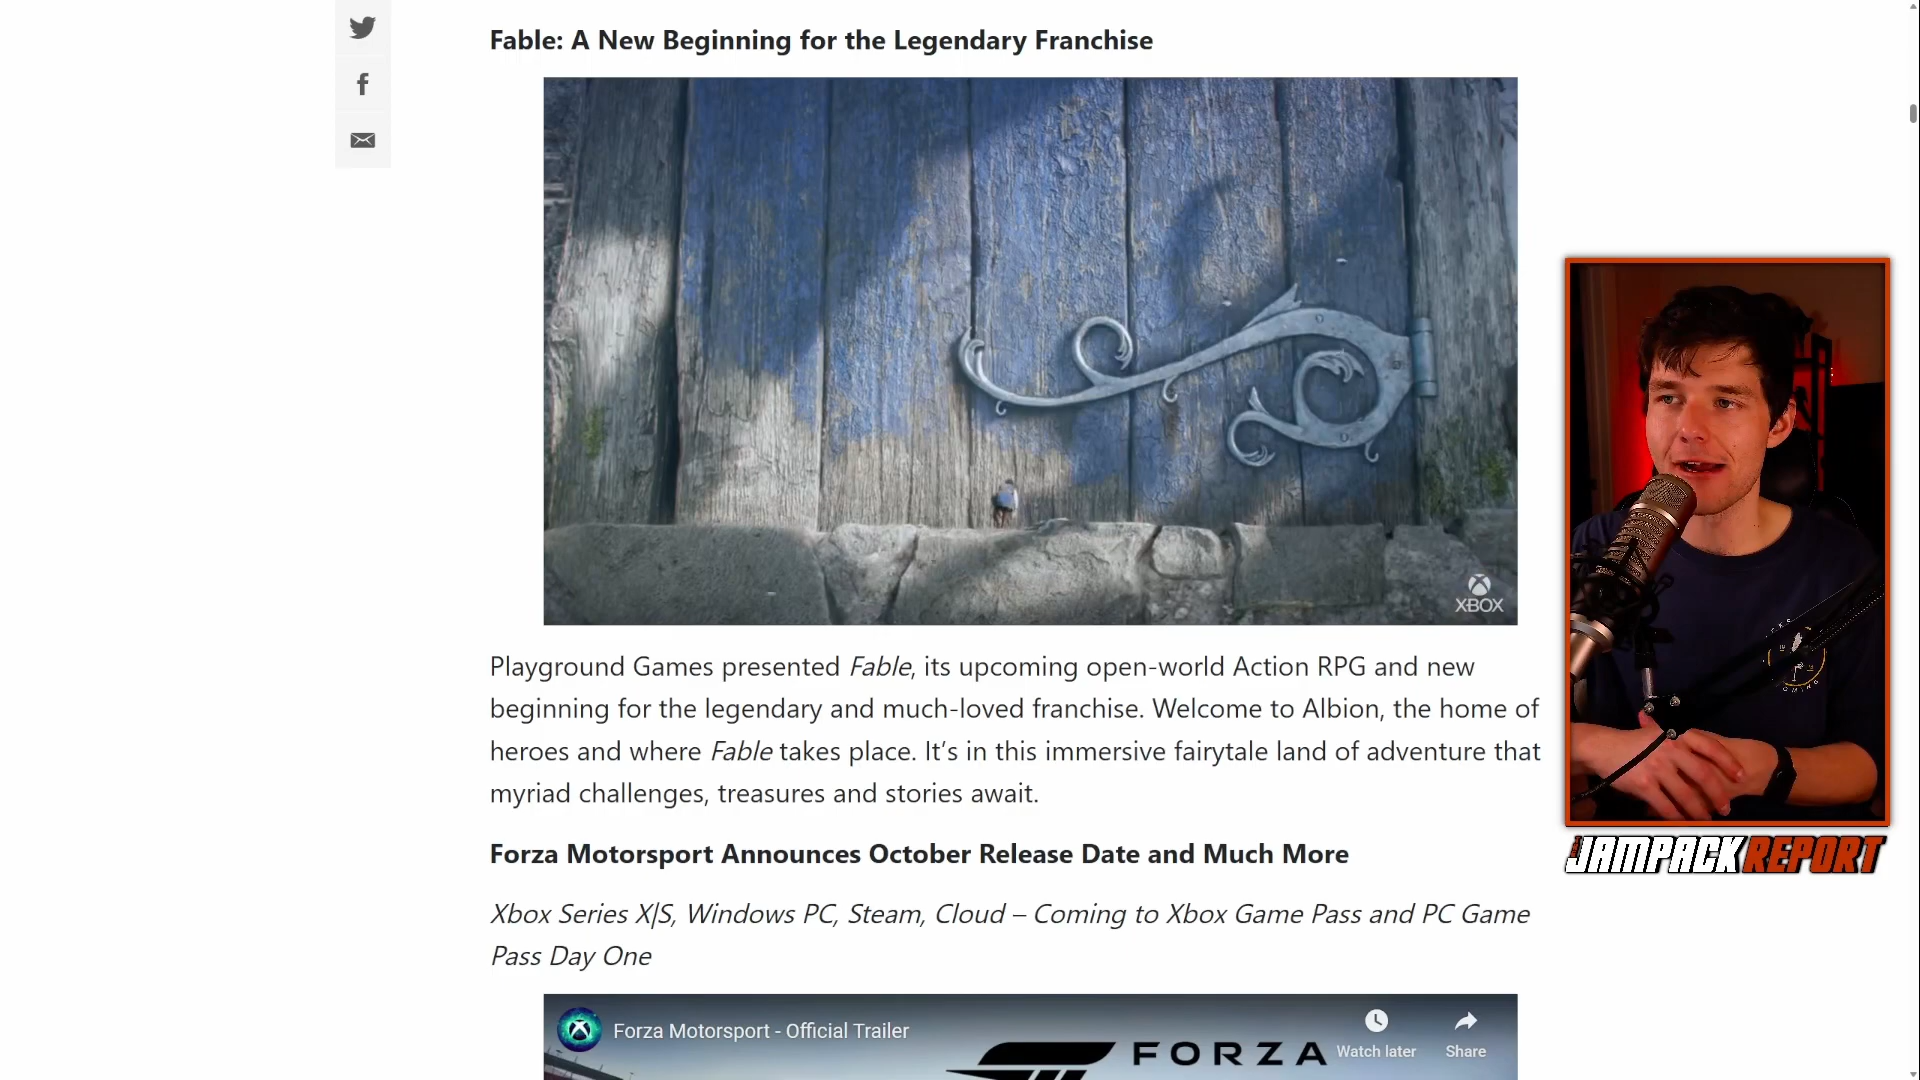 Fable: A New Beginning for the Legendary Franchise
XBOX
Playground Games presented Fable, its upcoming open-world Action RPG and new
beginning for the legendary and much-loved franchise. Welcome to Albion, the home of
heroes and where Fable takes place. It’s in this immersive fairytale land of adventure that
myriad challenges, treasures and stories await.
JAMPACK REPORT
Forza Motorsport Announces October Release Date and Much More
Xbox Series X|S, Windows PC, Steam, Cloud – Coming to Xbox Game Pass and PC Game
Pass Day One
Forza Motorsport - Official Trailer
FORZA
Watch later
Share